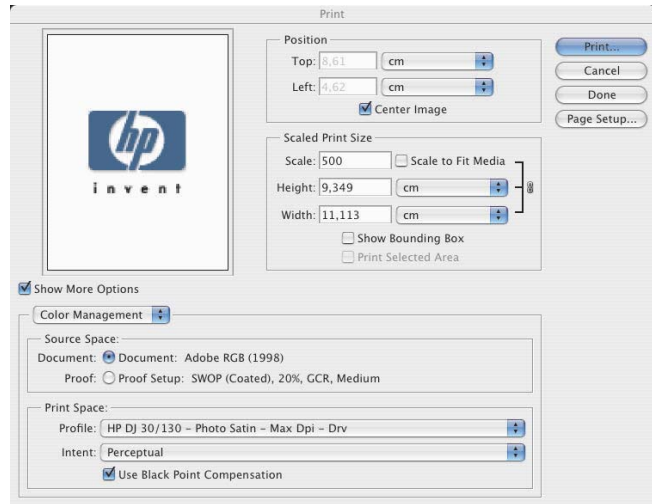 Print
hp
invent
Position
Top: 8,61 cm
Left: 4,62 cm
Center Image
Scaled Print Size
Scale: 500 Scale to Fit Media
Height: 9,349 cm
Width: 11,113 cm
Show Bounding Box
Print Selected Area
Print...
Cancel
Done
Page Setup...
Show More Options
Color Management
Source Space:
Document: Document: Adobe RGB (1998)
Proof: Proof Setup: SWOP (Coated), 20%, GCR, Medium
Print Space:
Profile: HP DJ 30/130 – Photo Satin – Max Dpi – Drv
Intent: Perceptual
Use Black Point Compensation